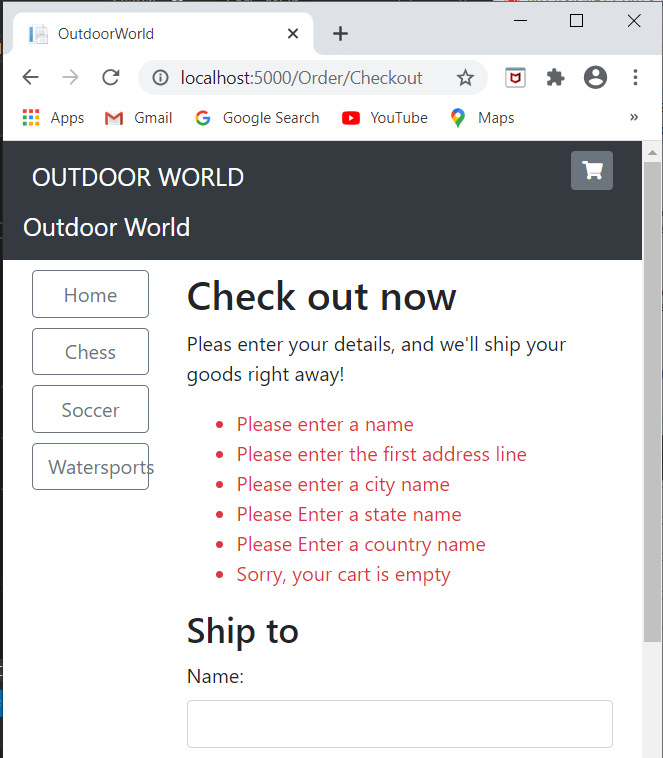 OutdoorWorld
localhost:5000/Order/Checkout
Apps Gmail Google Search YouTube Maps »
OUTDOOR WORLD
Outdoor World
Home
Chess
Soccer
Watersports
Check out now
Pleas enter your details, and we'll ship your
goods right away!
Please enter a name
Please enter the first address line
Please enter a city name
Please Enter a state name
Please Enter a country name
Sorry, your cart is empty
Ship to
Name: